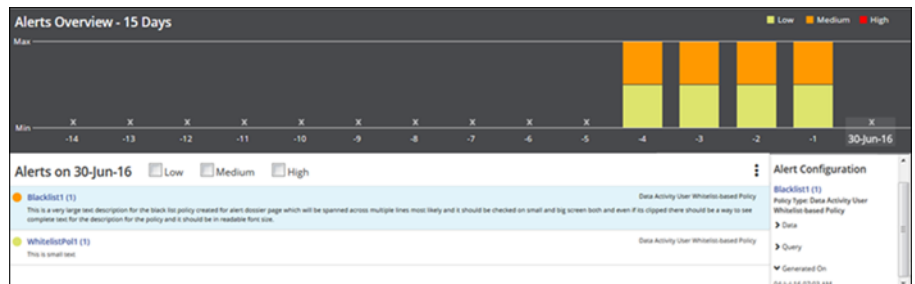 Alerts Overview - 15 Days
Low Medium High
Max
Min
X X X X X X X X X X X
-14 -13 -12 -11 -10 -9 -8 -7 -6 -5 -4 -3 -2 -1 30-Jun-16
Alerts on 30-Jun-16 Low Medium High
Blacklist1 (1) Data Activity User Whitelist-based Policy
This is a very large text description for the black list policy created for alert dossier page which will be spanned across multiple lines most likely and it should be checked on small and big screen both and even if its clipped there should be a way to see
complete text for the description for the policy and it should be in readable font size.
WhitelistPol1 (1) Data Activity User Whitelist-based Policy
This is small text
Alert Configuration
Blacklist1 (1)
Policy Type: Data Activity User
Whitelist-based Policy
Data
Query
Generated On